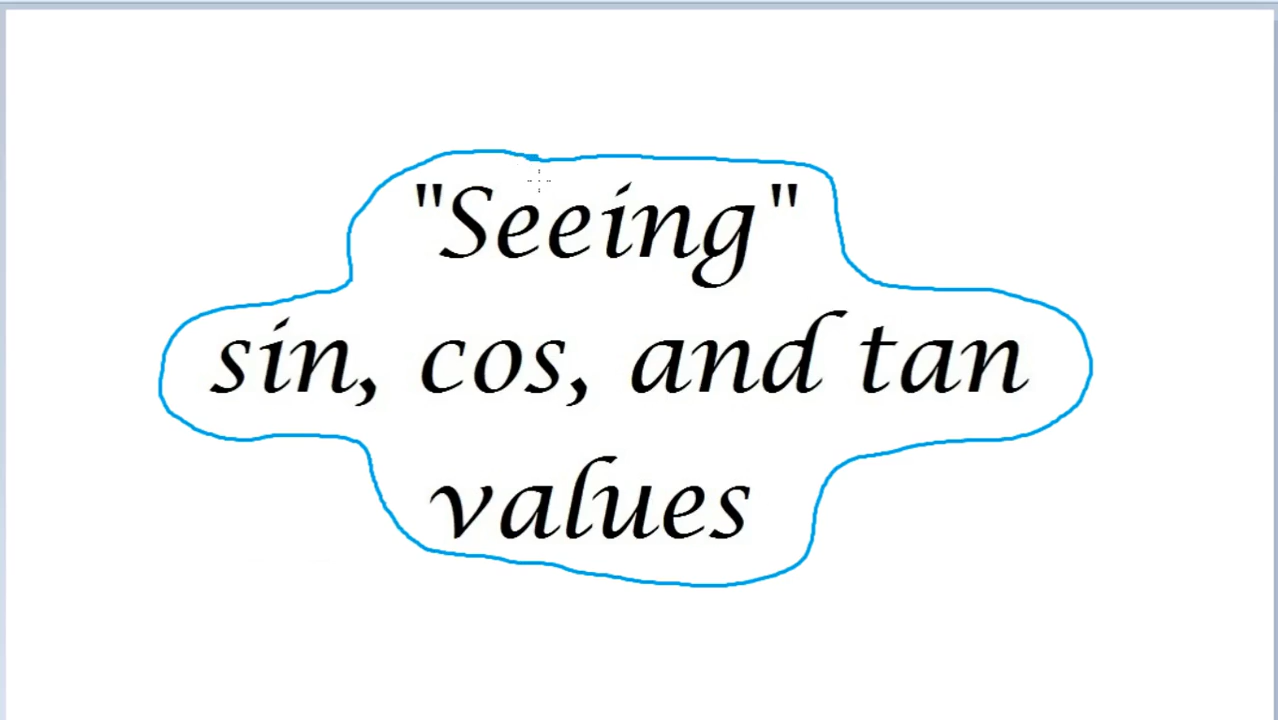 "Seeing"
sin, cos, and tan
values